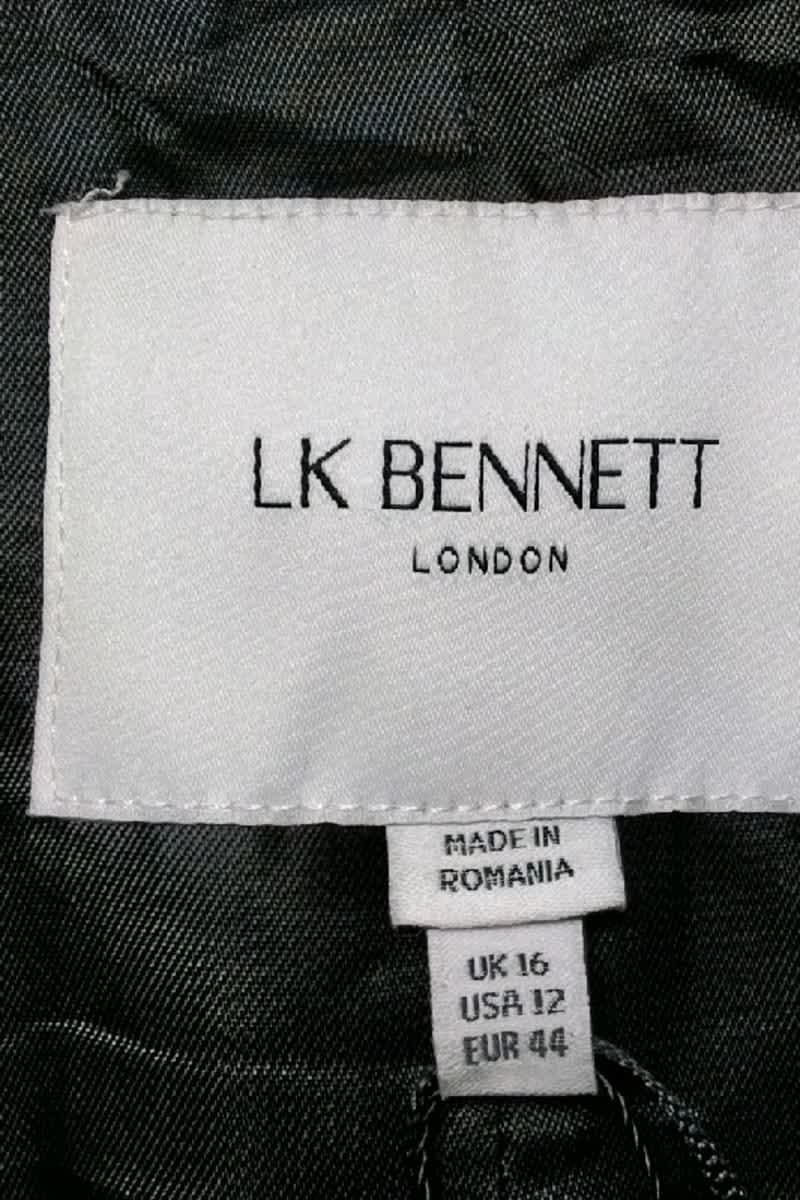 LK BENNETT
LONDON
MADE IN
ROMANIA
UK 16
USA 12
EUR 44